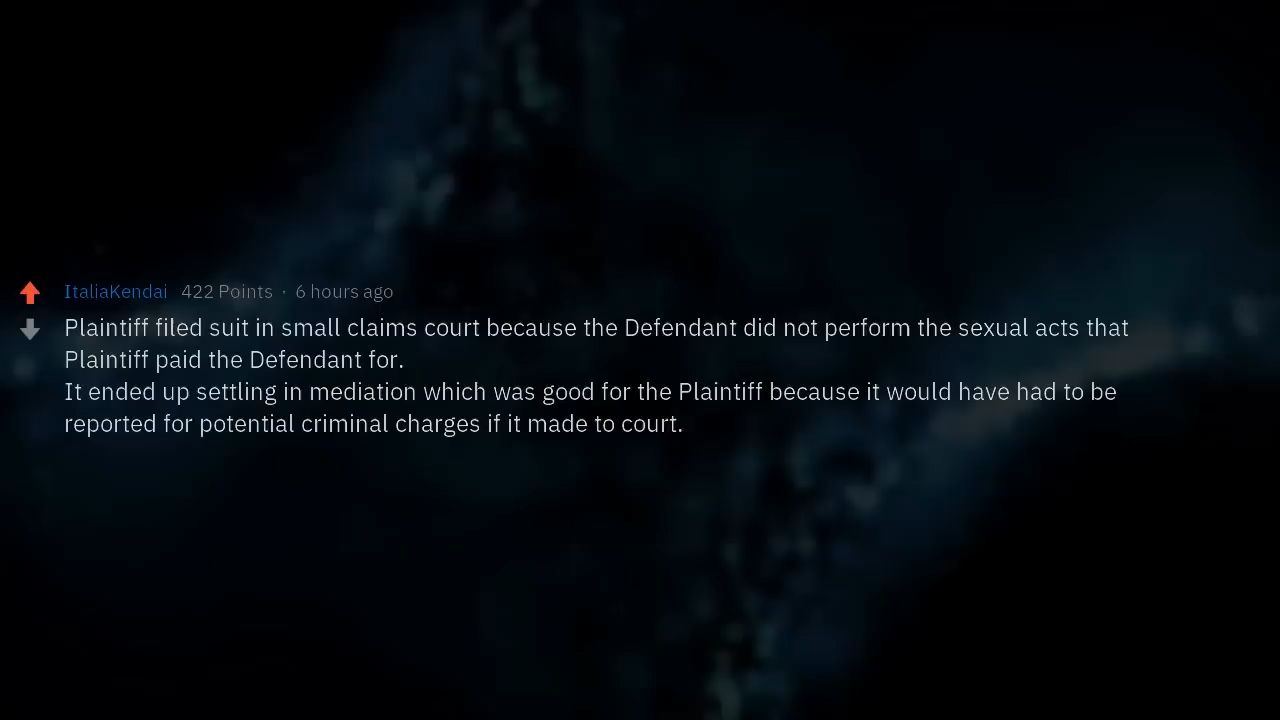 ItaliaKendai 422 Points · 6 hours ago
Plaintiff filed suit in small claims court because the Defendant did not perform the sexual acts that
Plaintiff paid the Defendant for.
It ended up settling in mediation which was good for the Plaintiff because it would have had to be
reported for potential criminal charges if it made to court.